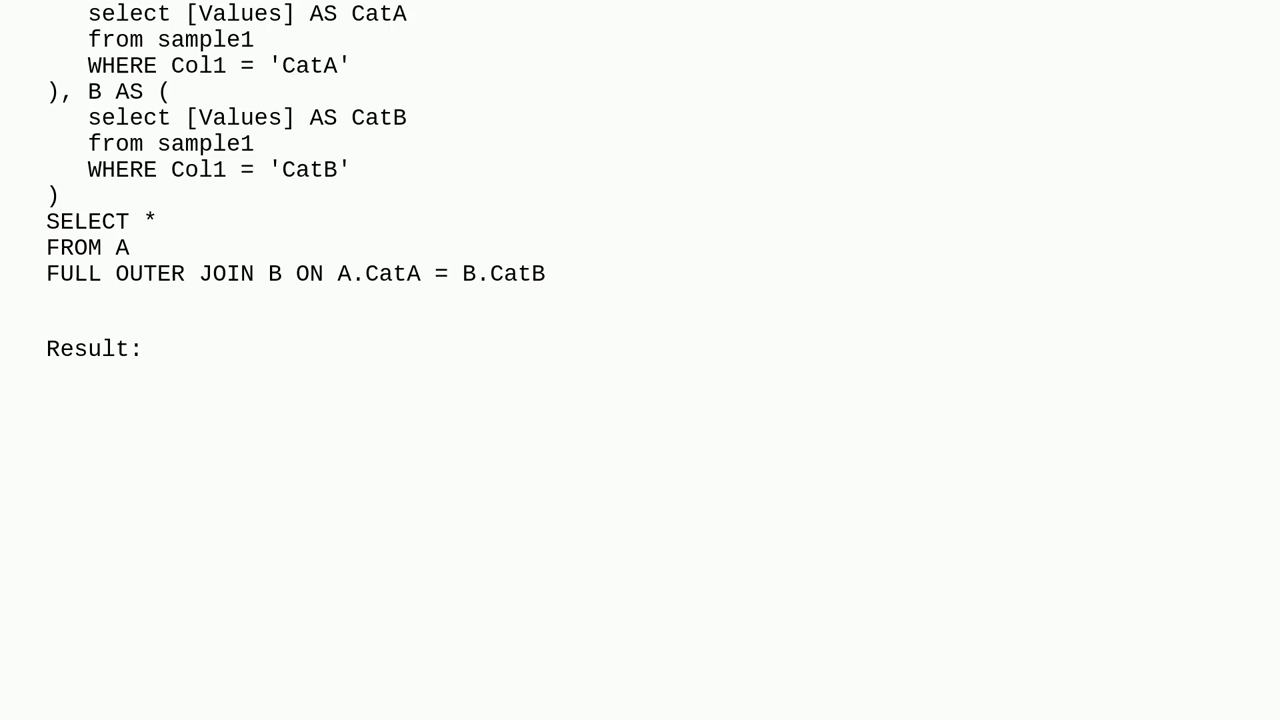 select [Values] AS CatA
from sample1
WHERE Col1 = 'CatA'
), B AS (
select [Values] AS CatB
from sample1
WHERE Col1 = 'CatB'
)
SELECT *
FROM A
FULL OUTER JOIN B ON A.CatA = B.CatB
Result: